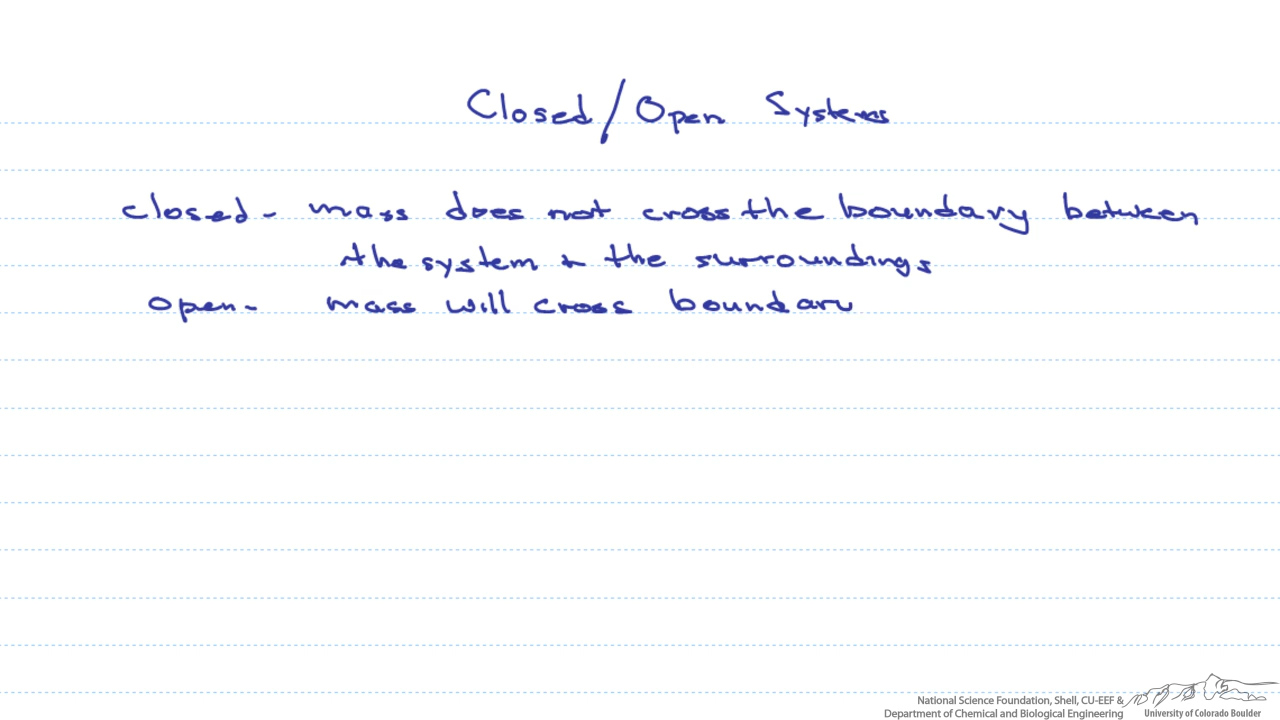 Closed/Open Systems
closed - mass does not cross the boundary between
the system & the surroundings
open - mass will cross boundary
National Science Foundation, Shell, CU-EEF &
Department of Chemical and Biological Engineering
University of Colorado Boulder